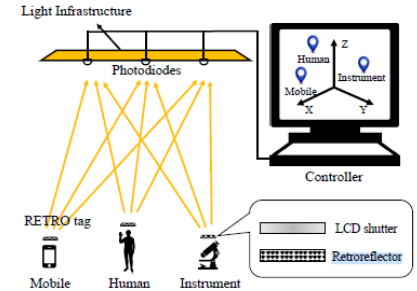 Light Infrastructure
Photodiodes
Human
Instrument
Mobile
Z
X
Y
Controller
RETRO tag
LCD shutter
Retroreflector
Mobile
Human
Instrument